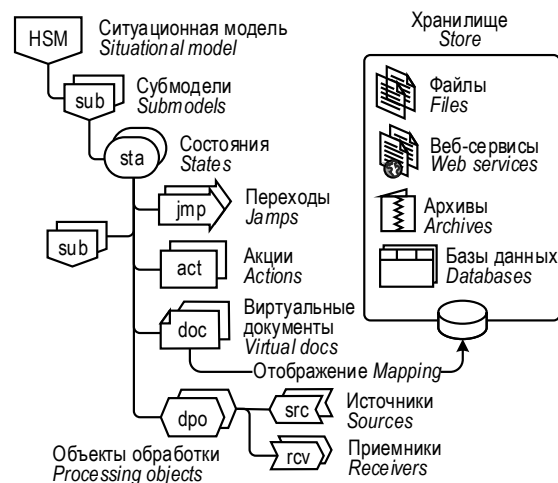 HSM
Ситуационная модель
Situational model
sub
Субмодели
Submodels
sta
Состояния
States
jmp
Переходы
Jamps
sub
act
Акции
Actions
doc
Виртуальные
документы
Virtual docs
Отображение Mapping
dpo
src
Источники
Sources
rcv
Приемники
Receivers
Объекты обработки
Processing objects
Хранилище
Store
Файлы
Files
Веб-сервисы
Web services
Архивы
Archives
Базы данных
Databases